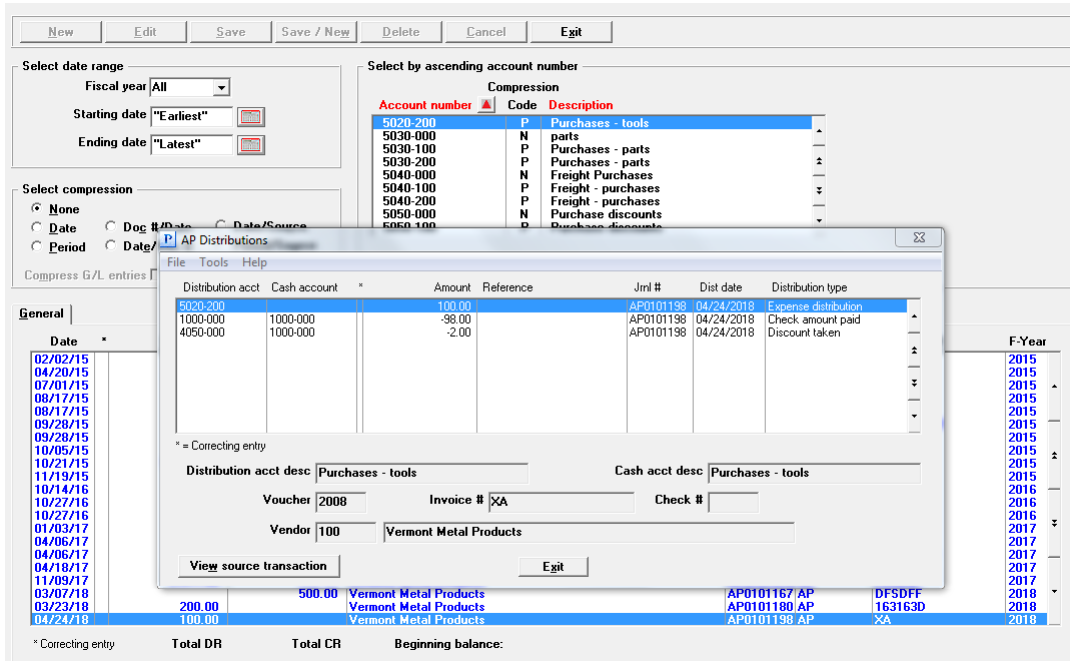 New Edit Save Save / New Delete Cancel Exit
Select date range
Fiscal year All
Starting date "Earliest"
Ending date "Latest"
Select by ascending account number
Compression
Account number Code Description
5020-200 P Purchases - tools
5030-000 N parts
5030-100 P Purchases - parts
5030-200 P Purchases - parts
5040-000 N Freight Purchases
5040-100 P Freight - purchases
5040-200 P Freight - purchases
5050-000 N Purchase discounts
5050-100 P Purchase discounts
Select compression
None
Date Doc #/Date Date/Source
Period Date/
Compress G/L entries
AP Distributions
File Tools Help
Distribution acct Cash account * Amount Reference Jrnl # Dist date Distribution type
5020-200 100.00 AP0101198 04/24/2018 Expense distribution
1000-000 1000-000 -98.00 AP0101198 04/24/2018 Check amount paid
4050-000 1000-000 -2.00 AP0101198 04/24/2018 Discount taken
* = Correcting entry
Distribution acct desc Purchases - tools Cash acct desc Purchases - tools
Voucher 2008 Invoice # XA Check #
Vendor 100 Vermont Metal Products
View source transaction Exit
General
Date * F-Year
02/02/15 2015
04/20/15 2015
07/01/15 2015
08/17/15 2015
08/17/15 2015
09/28/15 2015
09/28/15 2015
10/05/15 2015
10/21/15 2015
11/19/15 2015
10/14/16 2016
10/27/16 2016
10/27/16 2016
01/03/17 2017
04/06/17 2017
04/06/17 2017
04/18/17 2017
11/09/17 2017
03/07/18 500.00 Vermont Metal Products AP0101167 AP DFSDFF 2018
03/23/18 200.00 Vermont Metal Products AP0101180 AP 163163D 2018
04/24/18 100.00 Vermont Metal Products AP0101198 AP XA 2018
* Correcting entry Total DR Total CR Beginning balance: